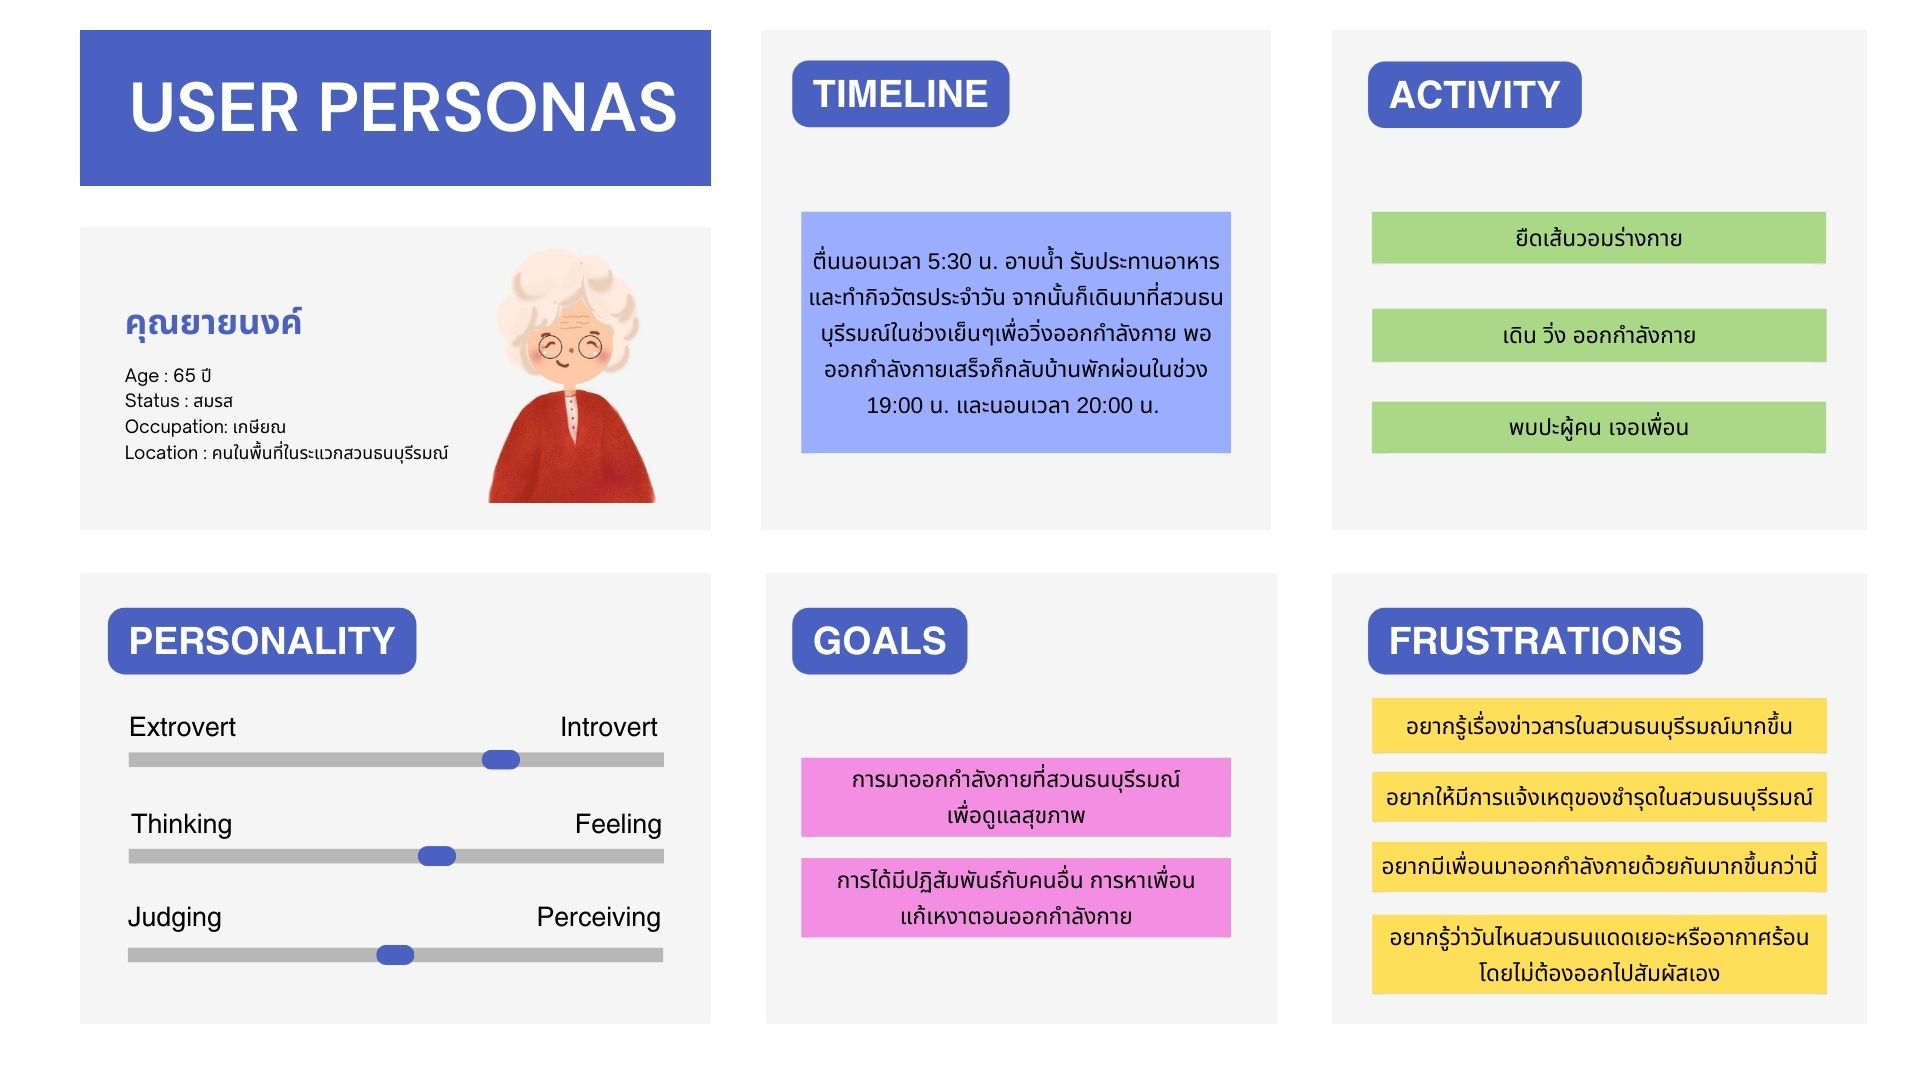 USER PERSONAS
คุณยายนงค์
Age : 65 ปี
Status : สมรส
Occupation: เกษียณ
Location : คนในพื้นที่ในระแวกสวนธนบุรีรมณ์
TIMELINE
ตื่นนอนเวลา 5:30 น. อาบน้ำ รับประทานอาหาร
และทำกิจวัตรประจำวัน จากนั้นก็เดินมาที่สวนธน
บุรีรมณ์ในช่วงเย็นๆเพื่อวิ่งออกกำลังกาย พอ
ออกกำลังกายเสร็จก็กลับบ้านพักผ่อนในช่วง
19:00 น. และนอนเวลา 20:00 น.
ACTIVITY
ยืดเส้นวอมร่างกาย
เดิน วิ่ง ออกกำลังกาย
พบปะผู้คน เจอเพื่อน
PERSONALITY
Extrovert Introvert
Thinking Feeling
Judging Perceiving
GOALS
การมาออกกำลังกายที่สวนธนบุรีรมณ์
เพื่อดูแลสุขภาพ
การได้มีปฏิสัมพันธ์กับคนอื่น การหาเพื่อน
แก้เหงาตอนออกกำลังกาย
FRUSTRATIONS
อยากรู้เรื่องข่าวสารในสวนธนบุรีรมณ์มากขึ้น
อยากให้มีการแจ้งเหตุของชำรุดในสวนธนบุรีรมณ์
อยากมีเพื่อนมาออกกำลังกายด้วยกันมากขึ้นกว่านี้
อยากรู้ว่าวันไหนสวนธนแดดเยอะหรืออากาศร้อน
โดยไม่ต้องออกไปสัมผัสเอง